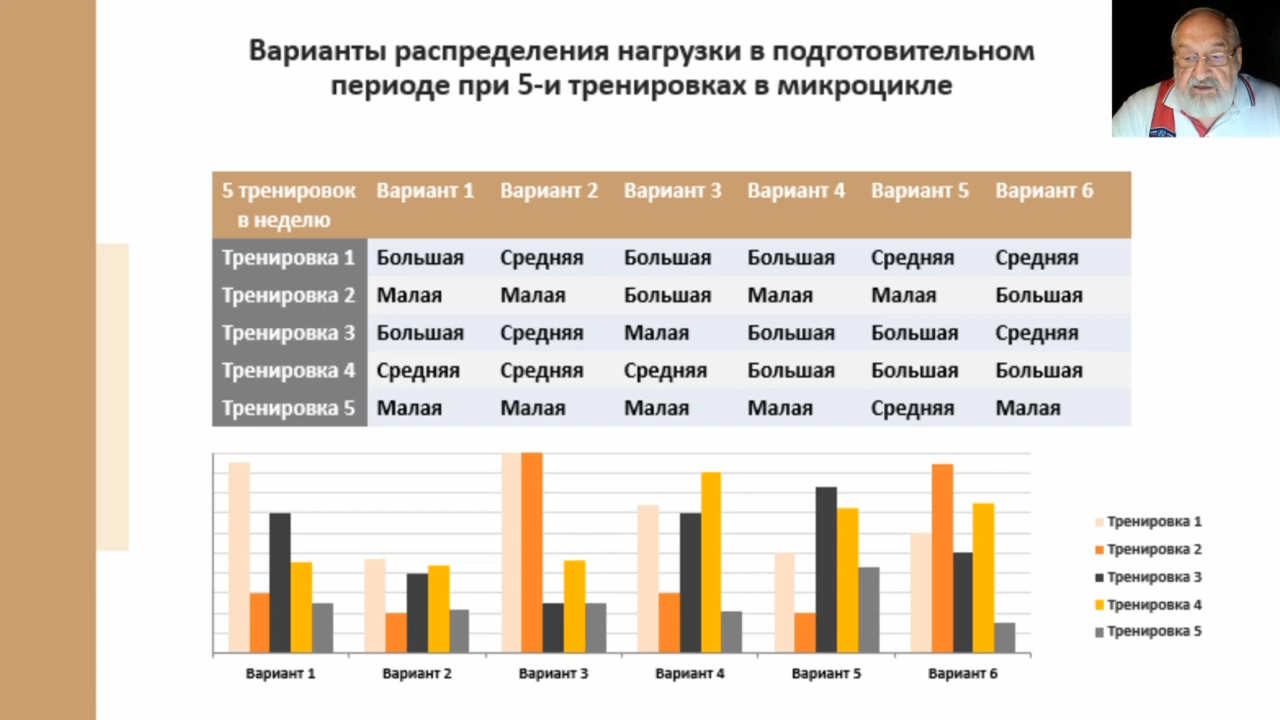 Варианты распределения нагрузки в подготовительном
периоде при 5-и тренировках в микроцикле
5 тренировок в неделю Вариант 1 Вариант 2 Вариант 3 Вариант 4 Вариант 5 Вариант 6
Тренировка 1 Большая Средняя Большая Большая Средняя Средняя
Тренировка 2 Малая Малая Большая Малая Малая Большая
Тренировка 3 Большая Средняя Малая Большая Большая Средняя
Тренировка 4 Средняя Средняя Средняя Большая Большая Большая
Тренировка 5 Малая Малая Малая Малая Средняя Малая
Тренировка 1
Тренировка 2
Тренировка 3
Тренировка 4
Тренировка 5
Вариант 1 Вариант 2 Вариант 3 Вариант 4 Вариант 5 Вариант 6